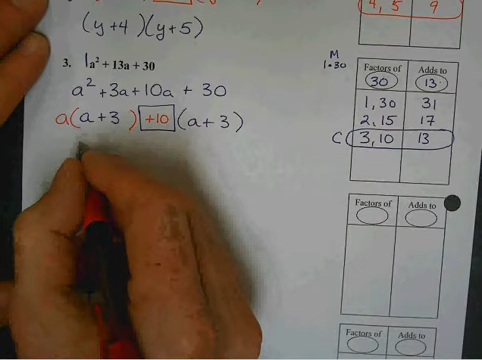 4, 5 9
(y+4)(y+5)
3. 1a² + 13a + 30
a² + 3a + 10a + 30
a(a+3) +10 (a+3)
M
1·30
Factors of Adds to
30 13
1, 30 31
2, 15 17
C 3, 10 13
Factors of Adds to
Factors of Adds to